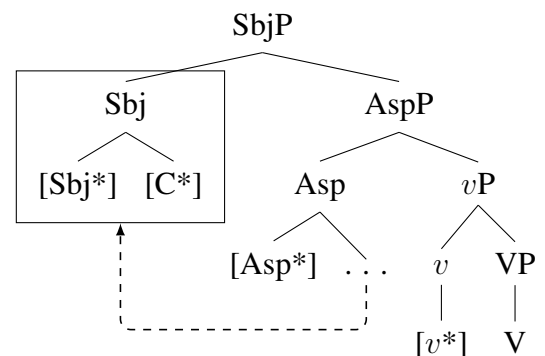 SbjP
Sbj AspP
[Sbj*] [C*] Asp vP
[Asp*] . . . v VP
[v*] V